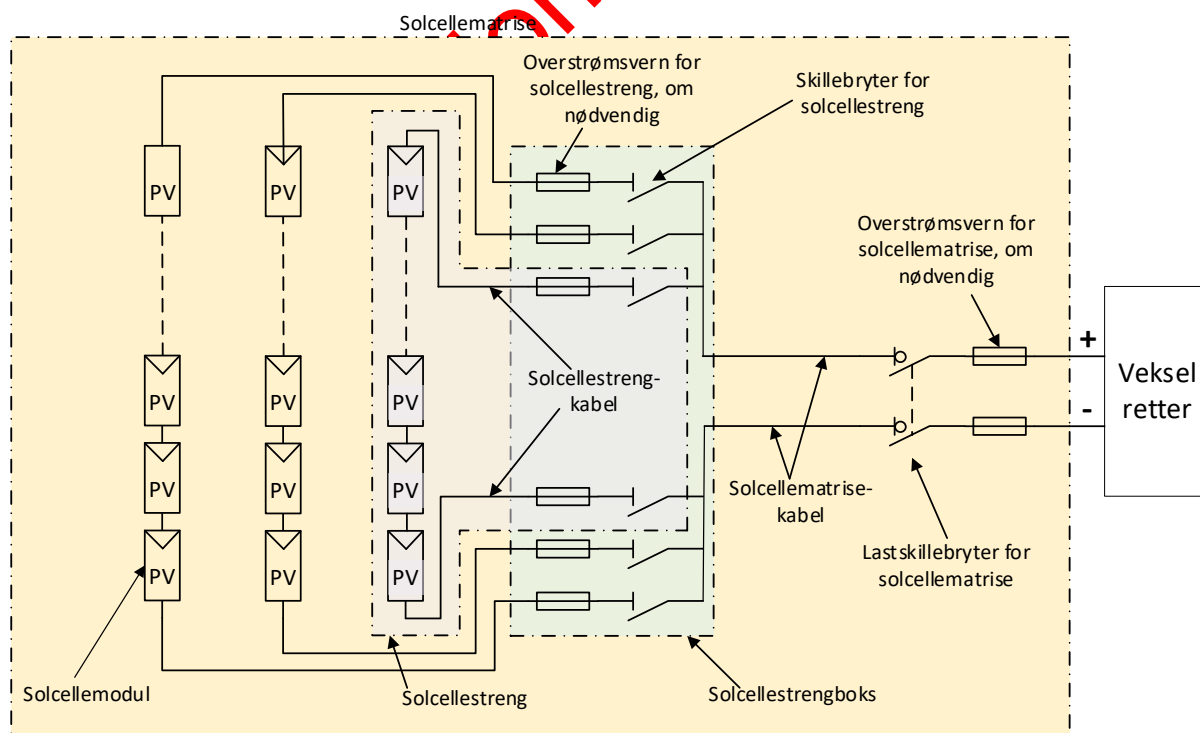 Solcellematrise
Overstrømsvern for
solcellestreng, om
nødvendig
Skillebryter for
solcellestreng
PV
PV
PV
Overstrømsvern for
solcellematrise, om
nødvendig
+
Veksel
retter
-
PV
PV
PV
Solcellestreng-
kabel
PV
PV
PV
Solcellematrise-
kabel
PV
PV
PV
Lastskillebryter for
solcellematrise
Solcellemodul
Solcellestreng
Solcellestrengboks